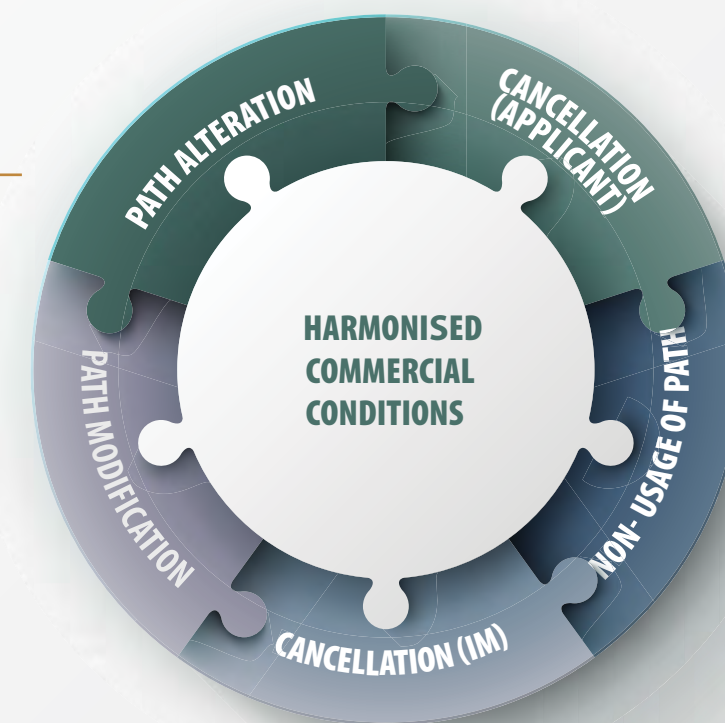 PATH ALTERATION
CANCELLATION
(APPLICANT)
HARMONISED
COMMERCIAL
CONDITIONS
PATH MODIFICATION
NON- USAGE OF PATH
CANCELLATION (IM)